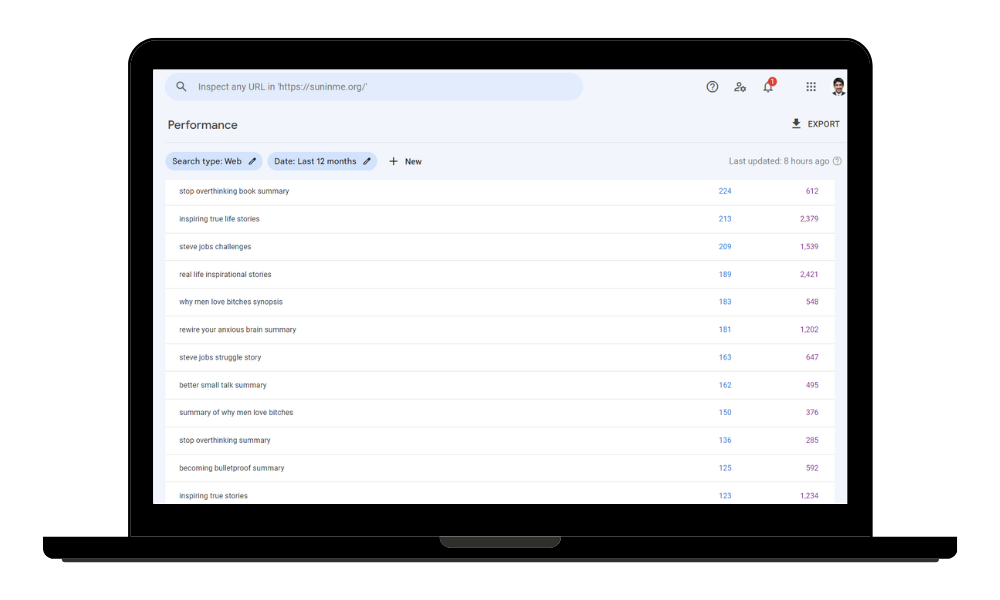 Inspect any URL in 'https://suninme.org/'
1
Performance
EXPORT
Search type: Web
Date: Last 12 months
+ New
Last updated: 8 hours ago
stop overthinking book summary 224 612
inspiring true life stories 213 2,379
steve jobs challenges 209 1,539
real life inspirational stories 189 2,421
why men love bitches synopsis 183 548
rewire your anxious brain summary 181 1,202
steve jobs struggle story 163 647
better small talk summary 162 495
summary of why men love bitches 150 376
stop overthinking summary 136 285
becoming bulletproof summary 125 592
inspiring true stories 123 1,234